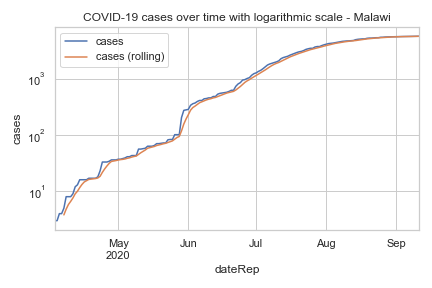 COVID-19 cases over time with logarithmic scale - Malawi
cases
cases (rolling)
cases
10³
10²
10¹
May
2020
Jun
Jul
Aug
Sep
dateRep